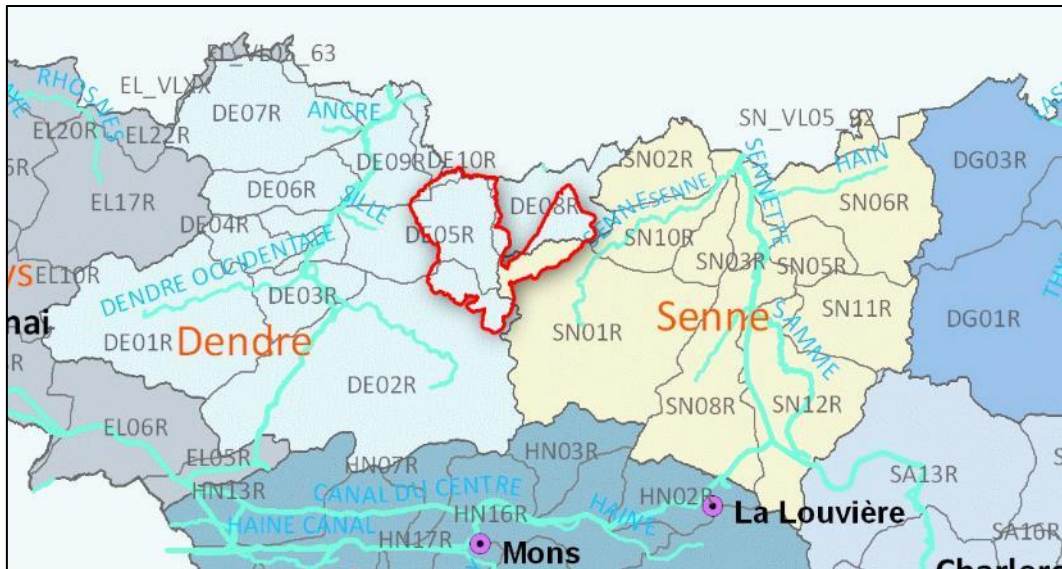 EL_VL05_63
EL_VLXX
RHOSNES
ANCRE
DE07R
SN_VL05_92
EL20R
EL22R
DE09R
DE10R
SN02R
HAIN
DG03R
DE06R
SILLE
DE08R
SENNESENNE
SENNETTE
EL17R
SN06R
DE04R
DE05R
SN10R
DENDRE OCCIDENTALE
SN03R
SN05R
EL10R
DE03R
SN11R
DE01R
Dendre
SN01R
Senne
SAMME
DG01R
DE02R
SN08R
SN12R
EL06R
EL05R
HN07R
HN03R
SA13R
HN13R
CANAL DU CENTRE
HN02R
La Louvière
HAINE CANAL
HN16R
HAINE
HN17R
Mons
SA16R